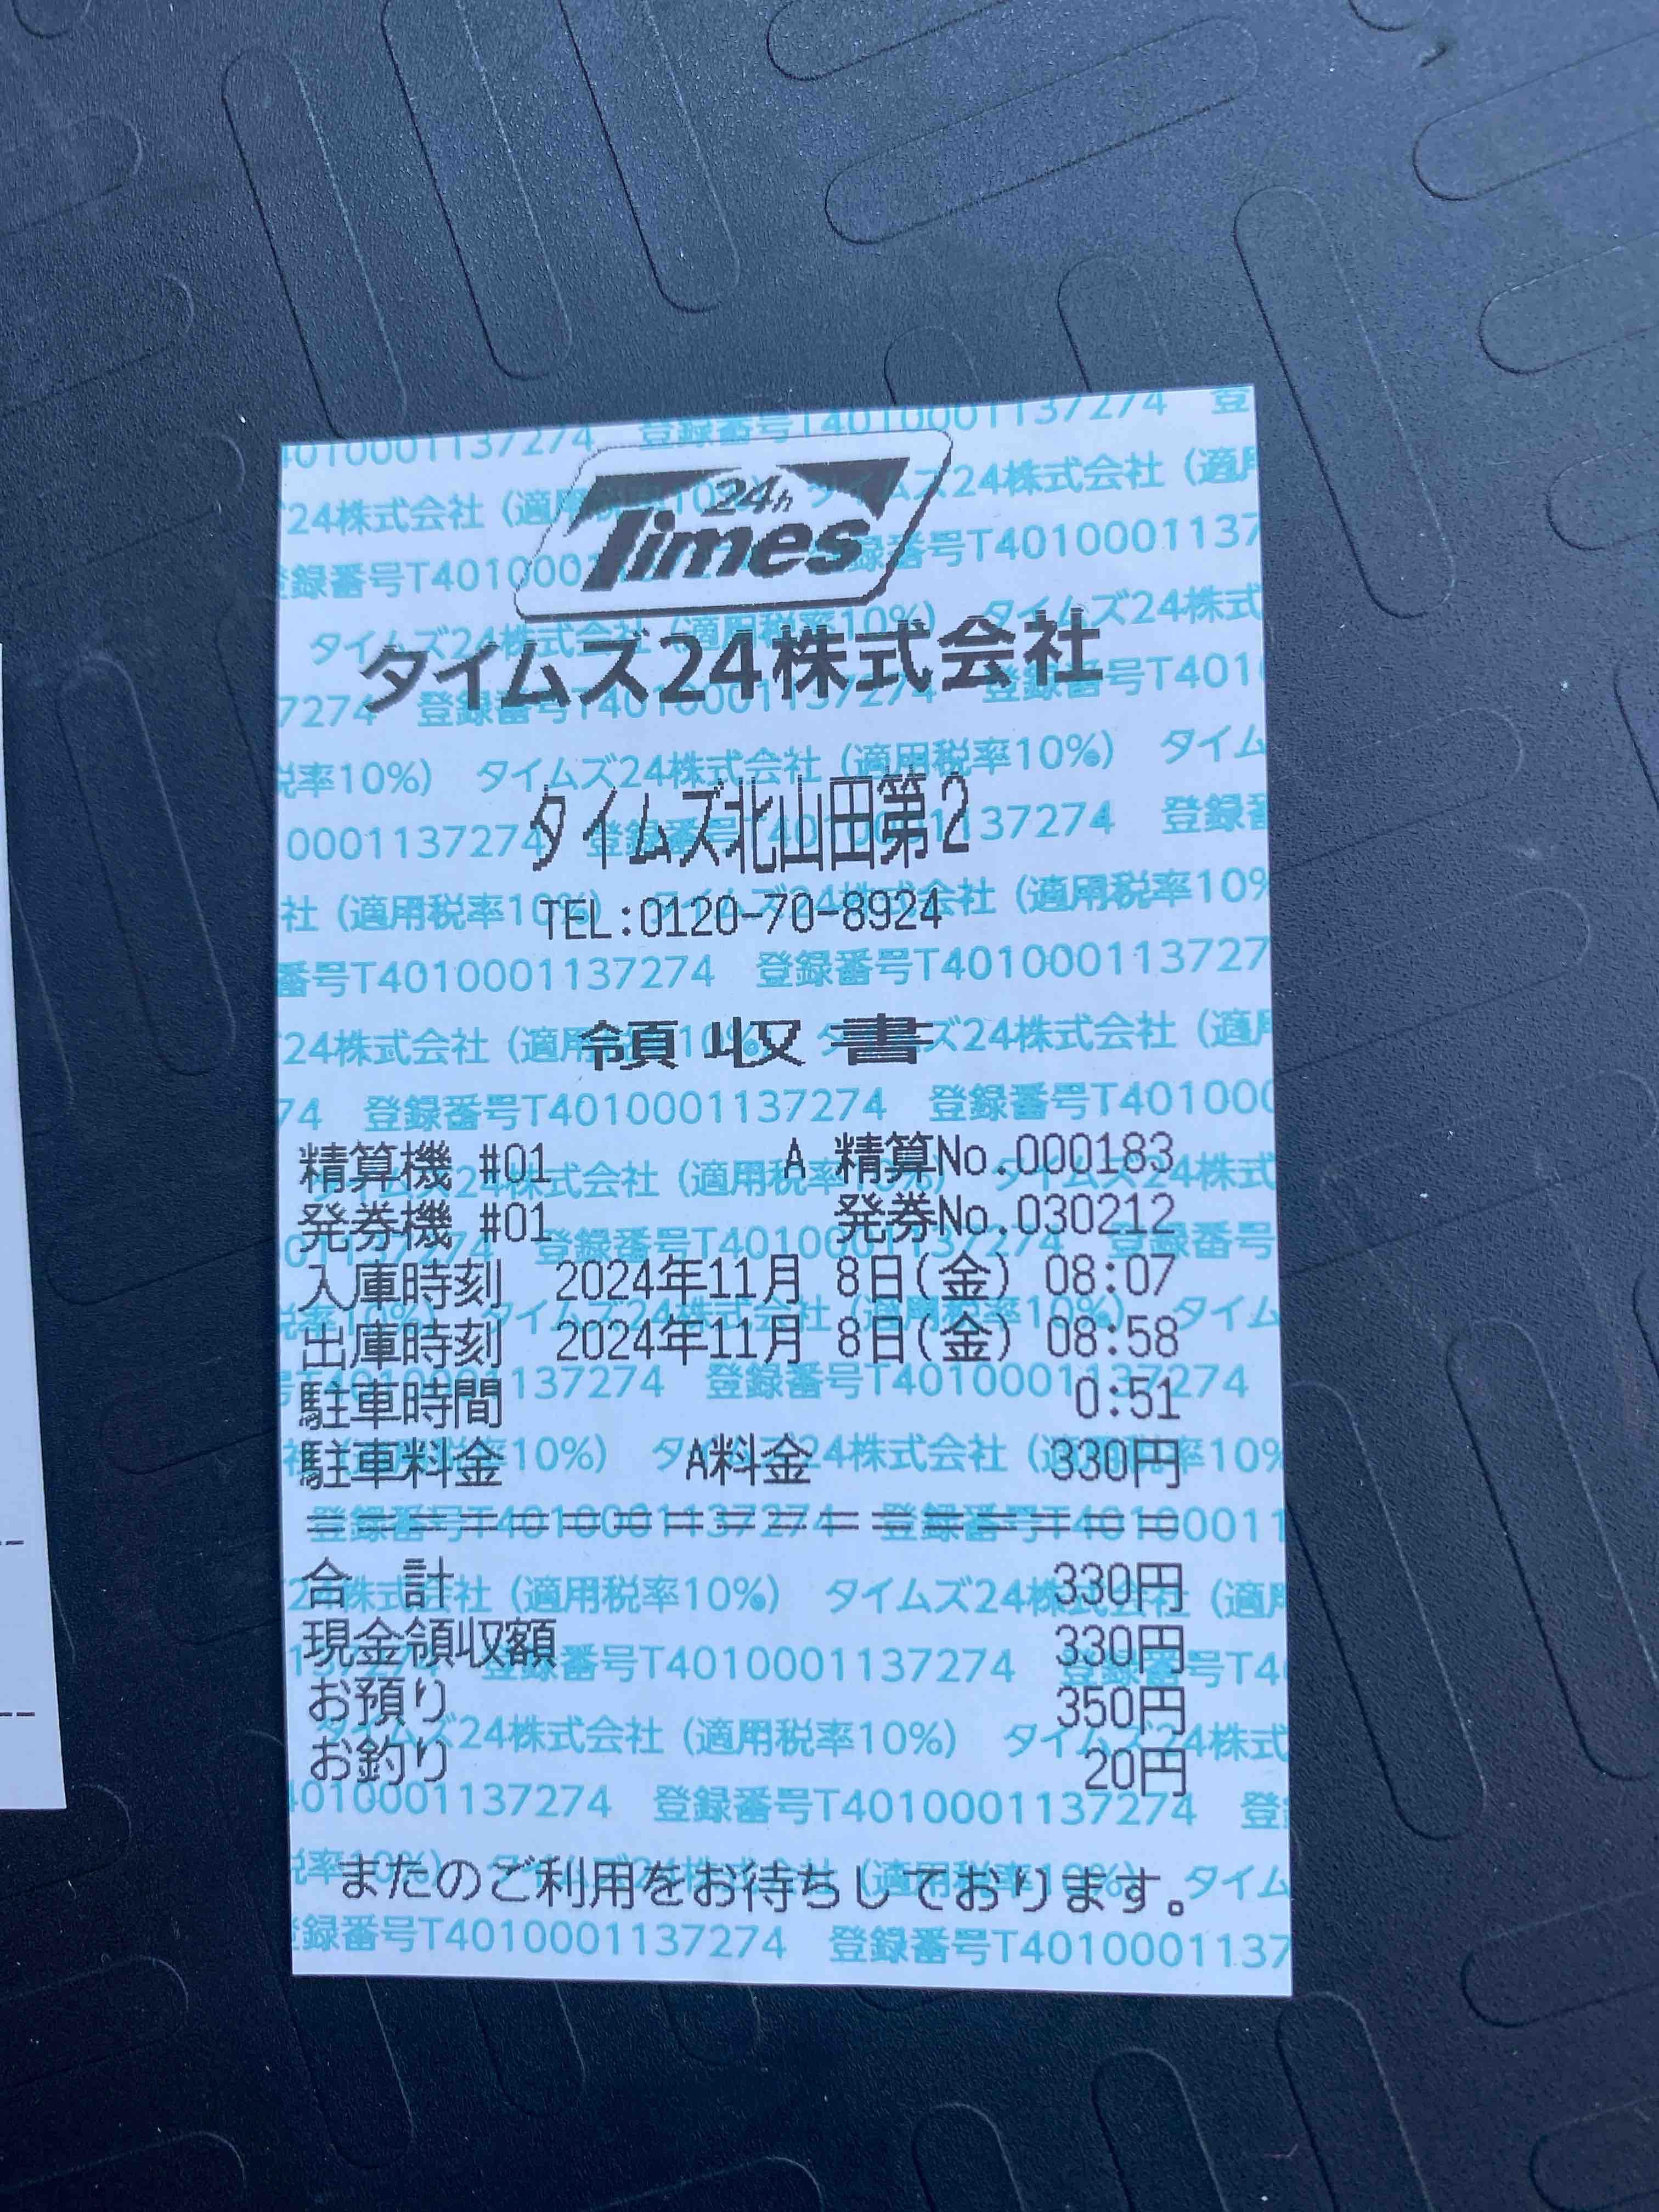 24h
Times
タイムズ24株式会社
タイムズ北山田第2
TEL:0120-70-8924
領収書
精算機 #01 A 精算No.000183
発券機 #01 発券No.030212
入庫時刻 2024年11月 8日(金) 08:07
出庫時刻 2024年11月 8日(金) 08:58
駐車時間 0:51
駐車料金 A料金 330円
==================
合 計 330円
現金領収額 330円
お預り 350円
お釣り 20円
またのご利用をお待ちしております。
タイムズ24株式会社 (適用税率10%)
登録番号T4010001137274